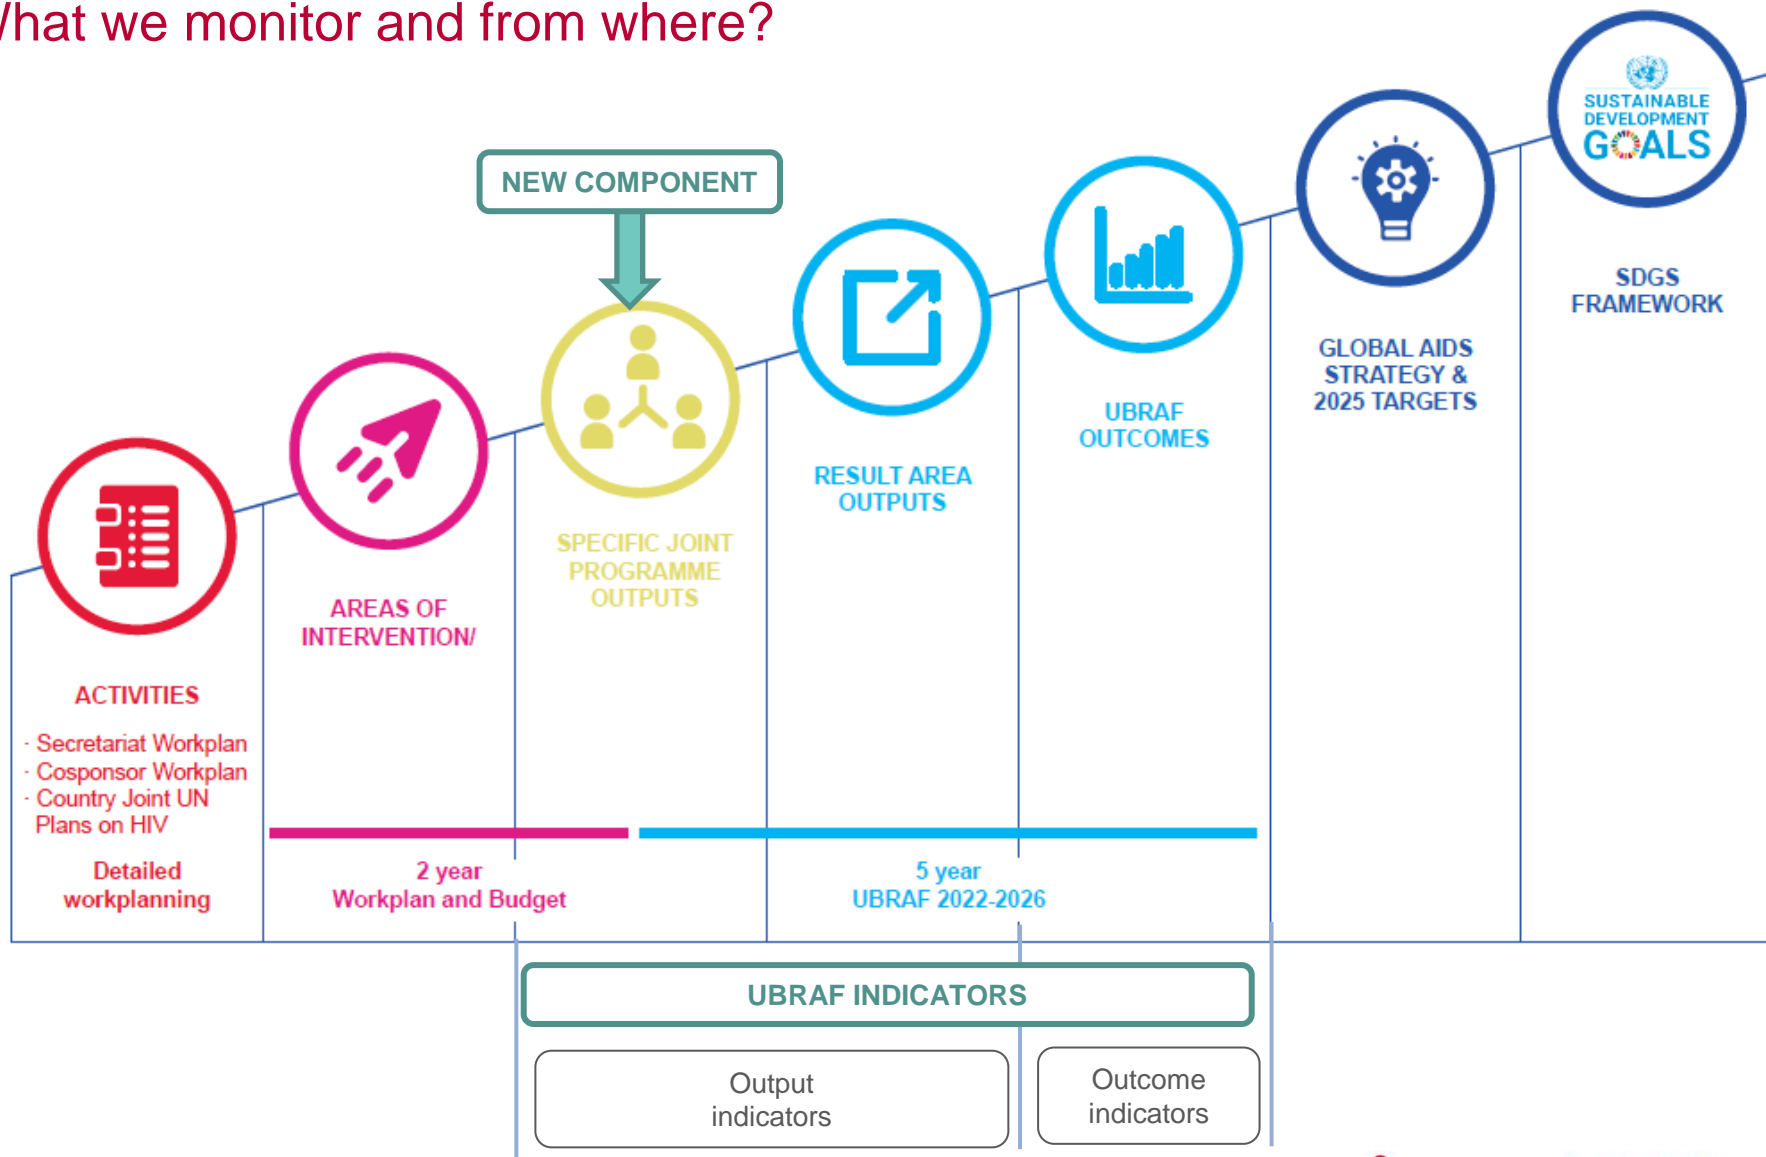 What we monitor and from where?
NEW COMPONENT
SUSTAINABLE
DEVELOPMENT
GOALS
SDGS
FRAMEWORK
GLOBAL AIDS
STRATEGY &
2025 TARGETS
UBRAF
OUTCOMES
RESULT AREA
OUTPUTS
SPECIFIC JOINT
PROGRAMME
OUTPUTS
AREAS OF
INTERVENTION/
ACTIVITIES
· Secretariat Workplan
· Cosponsor Workplan
· Country Joint UN
Plans on HIV
Detailed
workplanning
2 year
Workplan and Budget
5 year
UBRAF 2022-2026
UBRAF INDICATORS
Output
indicators
Outcome
indicators